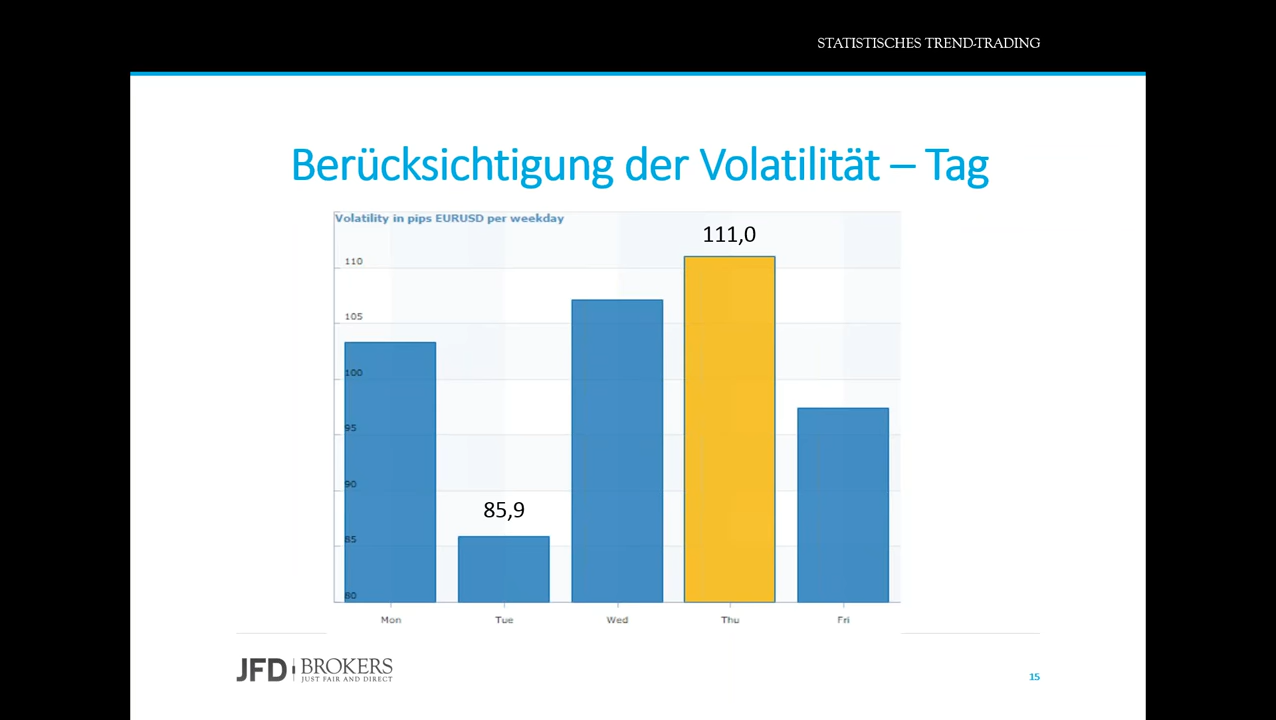 STATISTISCHES TREND-TRADING
Berücksichtigung der Volatilität – Tag
Volatility in pips EURUSD per weekday
111,0
110
105
100
95
90
85,9
85
80
Mon Tue Wed Thu Fri
JFD BROKERS
JUST FAIR AND DIRECT
15